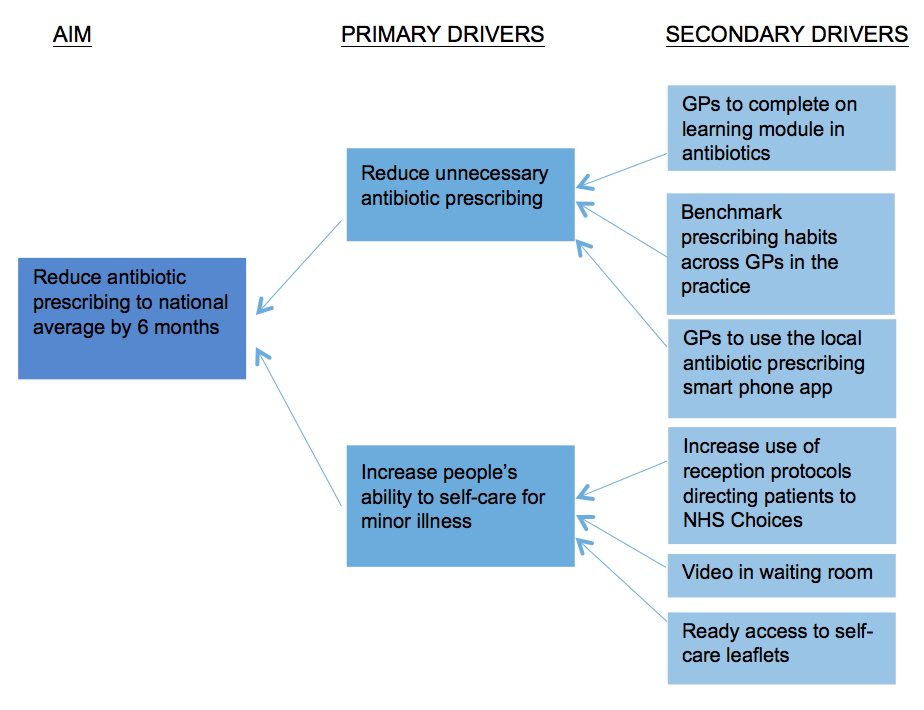 AIM
PRIMARY DRIVERS
SECONDARY DRIVERS
Reduce antibiotic
prescribing to national
average by 6 months
Reduce unnecessary
antibiotic prescribing
Increase people’s
ability to self-care for
minor illness
GPs to complete on
learning module in
antibiotics
Benchmark
prescribing habits
across GPs in the
practice
GPs to use the local
antibiotic prescribing
smart phone app
Increase use of
reception protocols
directing patients to
NHS Choices
Video in waiting room
Ready access to self-
care leaflets